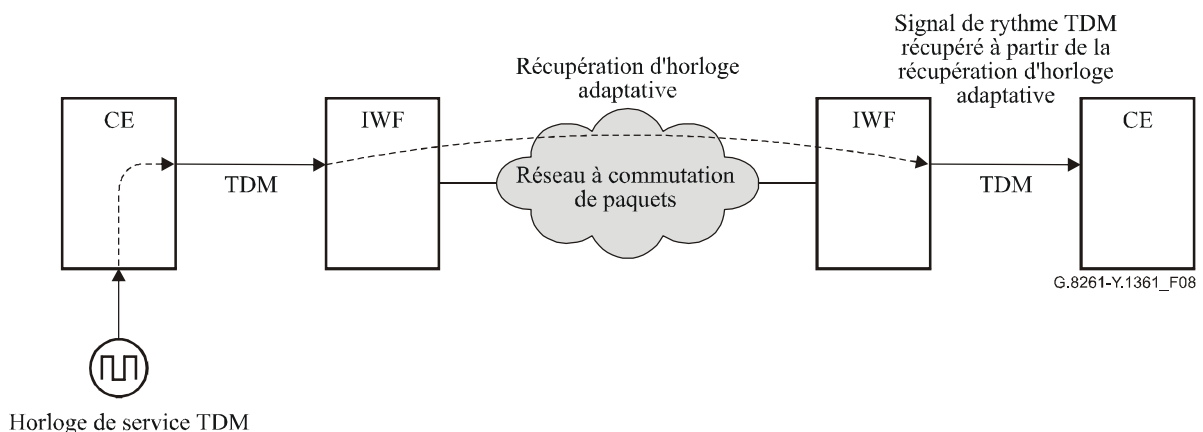 Signal de rythme TDM
récupéré à partir de la
récupération d'horloge
adaptative
Récupération d'horloge
adaptative
CE
IWF
IWF
CE
TDM
Réseau à commutation
de paquets
TDM
G.8261-Y.1361_F08
Horloge de service TDM